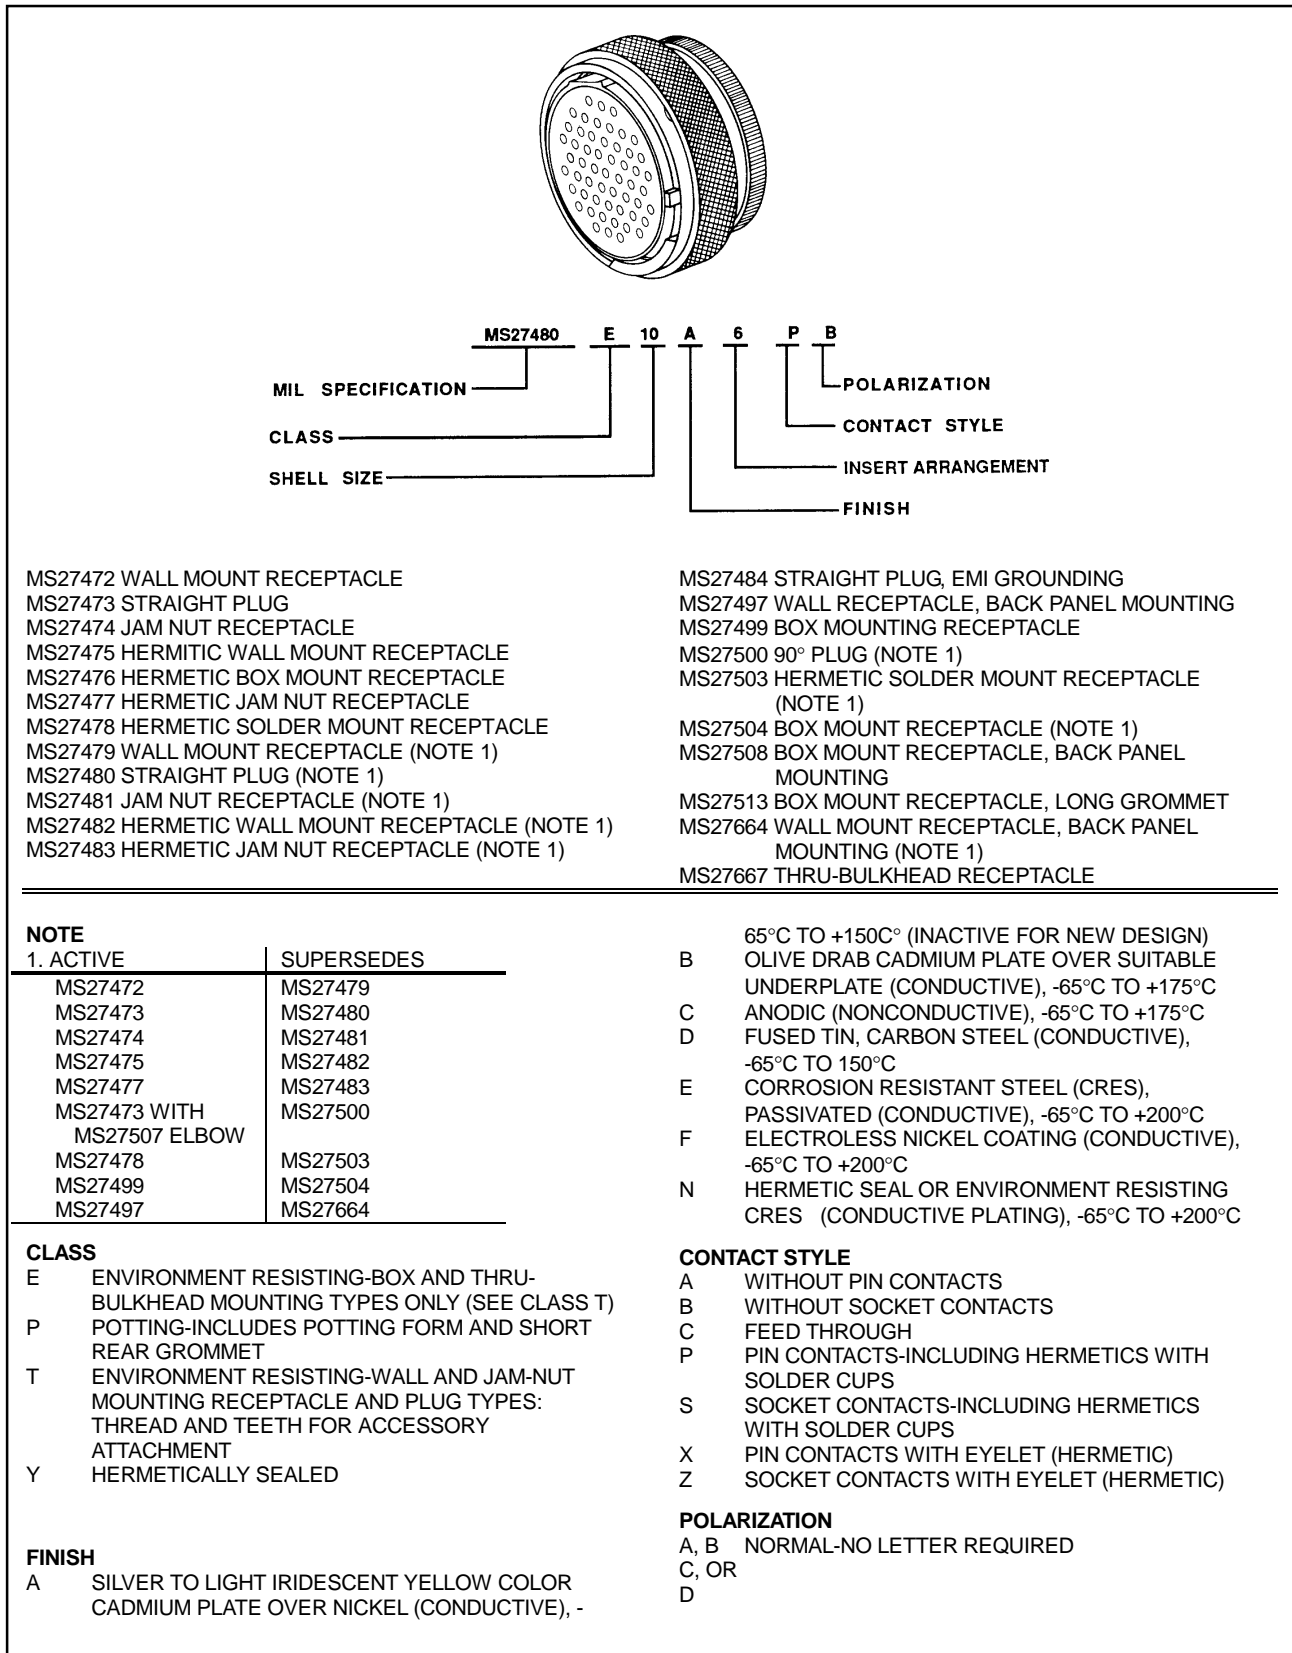 MS27480 E 10 A 6 P B
MIL SPECIFICATION
POLARIZATION
CLASS
CONTACT STYLE
SHELL SIZE
INSERT ARRANGEMENT
FINISH
MS27472 WALL MOUNT RECEPTACLE
MS27473 STRAIGHT PLUG
MS27474 JAM NUT RECEPTACLE
MS27475 HERMITIC WALL MOUNT RECEPTACLE
MS27476 HERMETIC BOX MOUNT RECEPTACLE
MS27477 HERMETIC JAM NUT RECEPTACLE
MS27478 HERMETIC SOLDER MOUNT RECEPTACLE
MS27479 WALL MOUNT RECEPTACLE (NOTE 1)
MS27480 STRAIGHT PLUG (NOTE 1)
MS27481 JAM NUT RECEPTACLE (NOTE 1)
MS27482 HERMETIC WALL MOUNT RECEPTACLE (NOTE 1)
MS27483 HERMETIC JAM NUT RECEPTACLE (NOTE 1)
MS27484 STRAIGHT PLUG, EMI GROUNDING
MS27497 WALL RECEPTACLE, BACK PANEL MOUNTING
MS27499 BOX MOUNTING RECEPTACLE
MS27500 90° PLUG (NOTE 1)
MS27503 HERMETIC SOLDER MOUNT RECEPTACLE
(NOTE 1)
MS27504 BOX MOUNT RECEPTACLE (NOTE 1)
MS27508 BOX MOUNT RECEPTACLE, BACK PANEL
MOUNTING
MS27513 BOX MOUNT RECEPTACLE, LONG GROMMET
MS27664 WALL MOUNT RECEPTACLE, BACK PANEL
MOUNTING (NOTE 1)
MS27667 THRU-BULKHEAD RECEPTACLE
NOTE
1. ACTIVE SUPERSEDES
MS27472 MS27479
MS27473 MS27480
MS27474 MS27481
MS27475 MS27482
MS27477 MS27483
MS27473 WITH MS27500
MS27507 ELBOW
MS27478 MS27503
MS27499 MS27504
MS27497 MS27664
CLASS
E ENVIRONMENT RESISTING-BOX AND THRU-
BULKHEAD MOUNTING TYPES ONLY (SEE CLASS T)
P POTTING-INCLUDES POTTING FORM AND SHORT
REAR GROMMET
T ENVIRONMENT RESISTING-WALL AND JAM-NUT
MOUNTING RECEPTACLE AND PLUG TYPES:
THREAD AND TEETH FOR ACCESSORY
ATTACHMENT
Y HERMETICALLY SEALED
FINISH
A SILVER TO LIGHT IRIDESCENT YELLOW COLOR
CADMIUM PLATE OVER NICKEL (CONDUCTIVE), -
65°C TO +150C° (INACTIVE FOR NEW DESIGN)
B OLIVE DRAB CADMIUM PLATE OVER SUITABLE
UNDERPLATE (CONDUCTIVE), -65°C TO +175°C
C ANODIC (NONCONDUCTIVE), -65°C TO +175°C
D FUSED TIN, CARBON STEEL (CONDUCTIVE),
-65°C TO 150°C
E CORROSION RESISTANT STEEL (CRES),
PASSIVATED (CONDUCTIVE), -65°C TO +200°C
F ELECTROLESS NICKEL COATING (CONDUCTIVE),
-65°C TO +200°C
N HERMETIC SEAL OR ENVIRONMENT RESISTING
CRES (CONDUCTIVE PLATING), -65°C TO +200°C
CONTACT STYLE
A WITHOUT PIN CONTACTS
B WITHOUT SOCKET CONTACTS
C FEED THROUGH
P PIN CONTACTS-INCLUDING HERMETICS WITH
SOLDER CUPS
S SOCKET CONTACTS-INCLUDING HERMETICS
WITH SOLDER CUPS
X PIN CONTACTS WITH EYELET (HERMETIC)
Z SOCKET CONTACTS WITH EYELET (HERMETIC)
POLARIZATION
A, B NORMAL-NO LETTER REQUIRED
C, OR
D